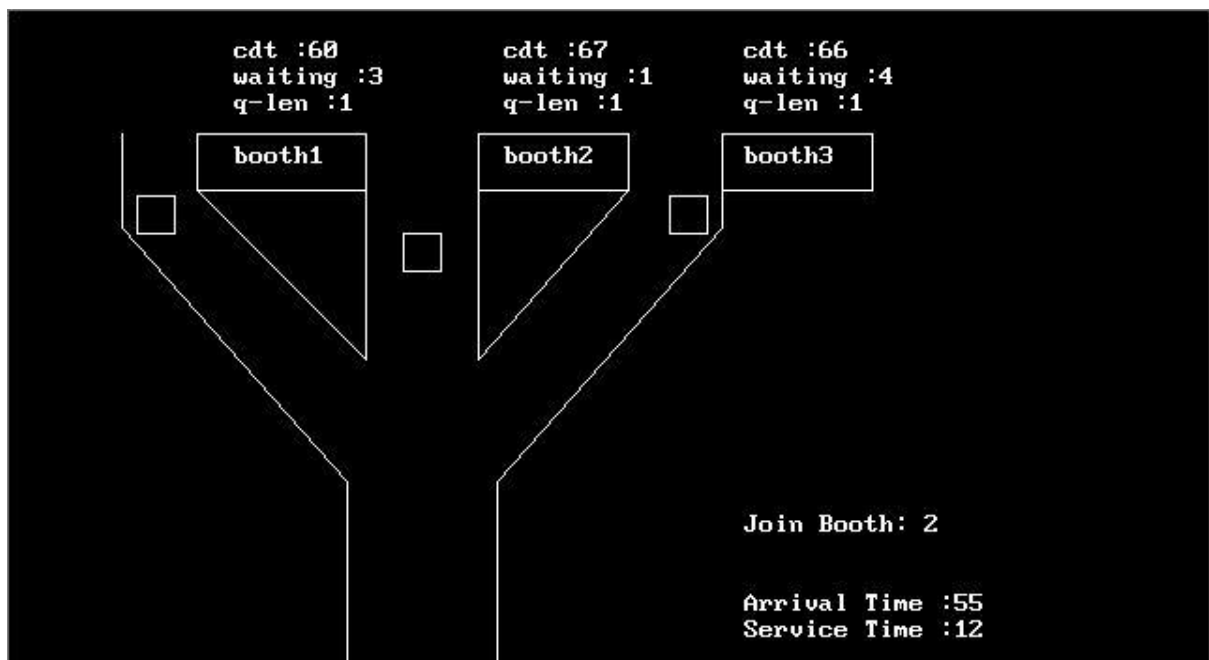 cdt :60
waiting :3
q-len :1
cdt :67
waiting :1
q-len :1
cdt :66
waiting :4
q-len :1
booth1
booth2
booth3
Join Booth: 2
Arrival Time :55
Service Time :12